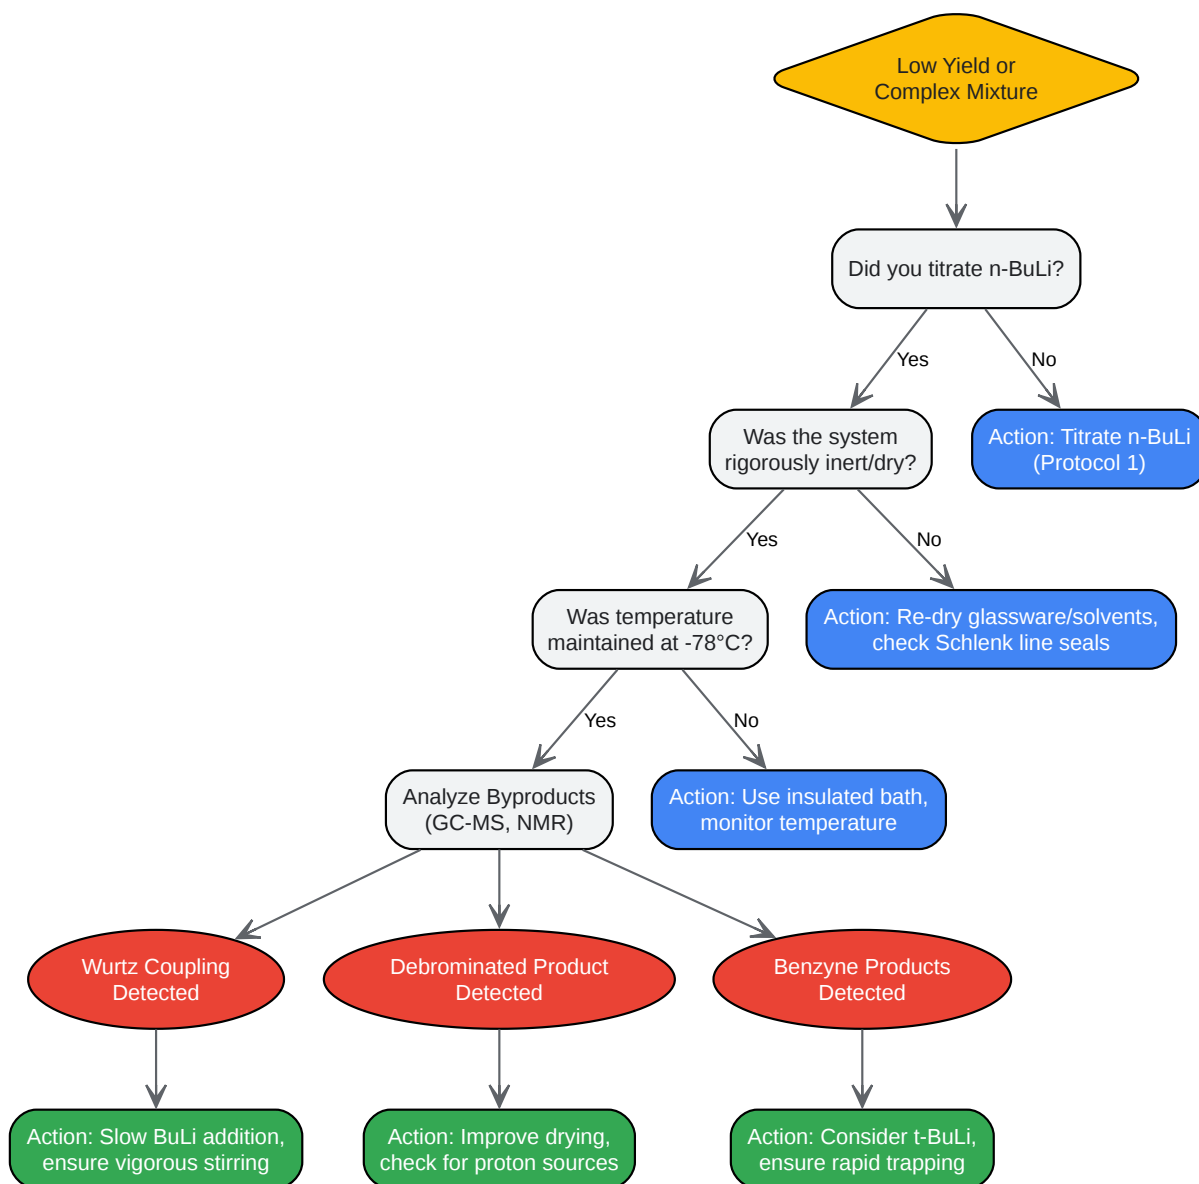 Low Yield or
Complex Mixture
Did you titrate n-BuLi?
Yes
No
Was the system
rigorously inert/dry?
Action: Titrate n-BuLi
(Protocol 1)
Yes
No
Was temperature
maintained at -78°C?
Action: Re-dry glassware/solvents,
check Schlenk line seals
Yes
No
Analyze Byproducts
(GC-MS, NMR)
Action: Use insulated bath,
monitor temperature
Wurtz Coupling
Detected
Debrominated Product
Detected
Benzyne Products
Detected
Action: Slow BuLi addition,
ensure vigorous stirring
Action: Improve drying,
check for proton sources
Action: Consider t-BuLi,
ensure rapid trapping